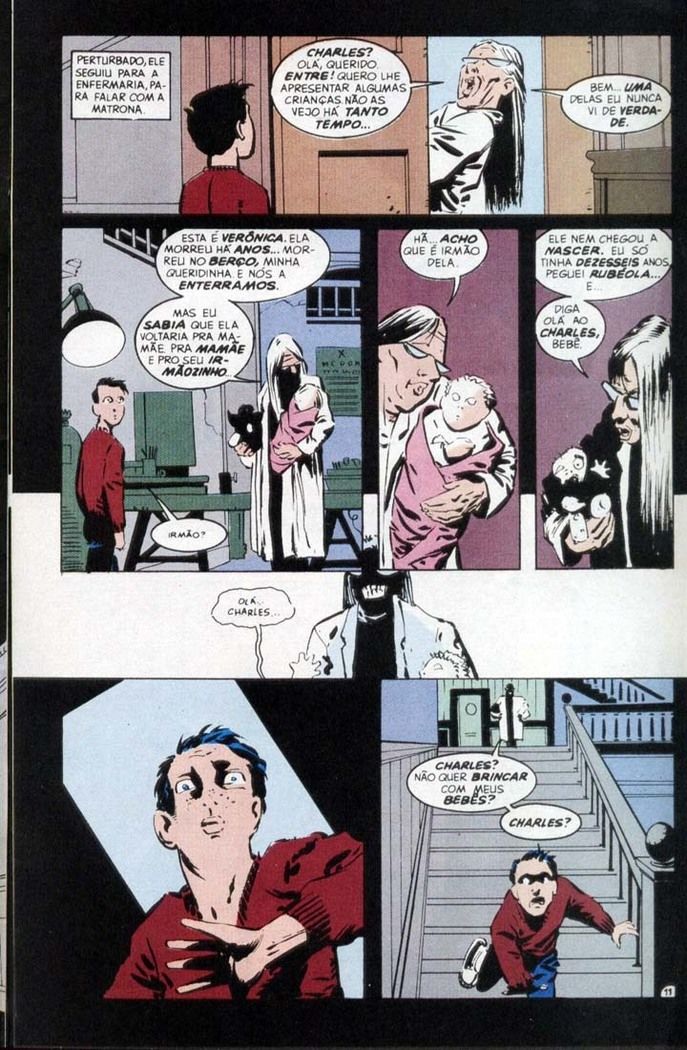 PERTURBADO, ELE
SEGUIU PARA A
ENFERMARIA, PA-
RA FALAR COM A
MATRONA.
CHARLES?
OLÁ, QUERIDO.
ENTRE! QUERO LHE
APRESENTAR ALGUMAS
CRIANÇAS. NÃO AS
VEJO HÁ TANTO
TEMPO...
BEM... UMA
DELAS EU NUNCA
VI DE VERDA-
DE.
ESTA É VERÔNICA. ELA
MORREU HÁ ANOS... MOR-
REU NO BERÇO, MINHA
QUERIDINHA. E NÓS A
ENTERRAMOS.
MAS EU
SABIA QUE ELA
VOLTARIA PRA MA-
MÃE. PRA MAMÃE
E PRO SEU IR-
MÃOZINHO.
IRMÃO?
HÃ... ACHO
QUE É IRMÃO
DELA.
ELE NEM CHEGOU A
NASCER. EU SÓ
TINHA DEZESSEIS ANOS.
PEGUEI RUBÉOLA...
E...
DIGA
OLÁ AO
CHARLES,
BEBÊ.
OLÁ,
CHARLES...
CHARLES?
NÃO QUER BRINCAR
COM MEUS
BEBÊS?
CHARLES?
11